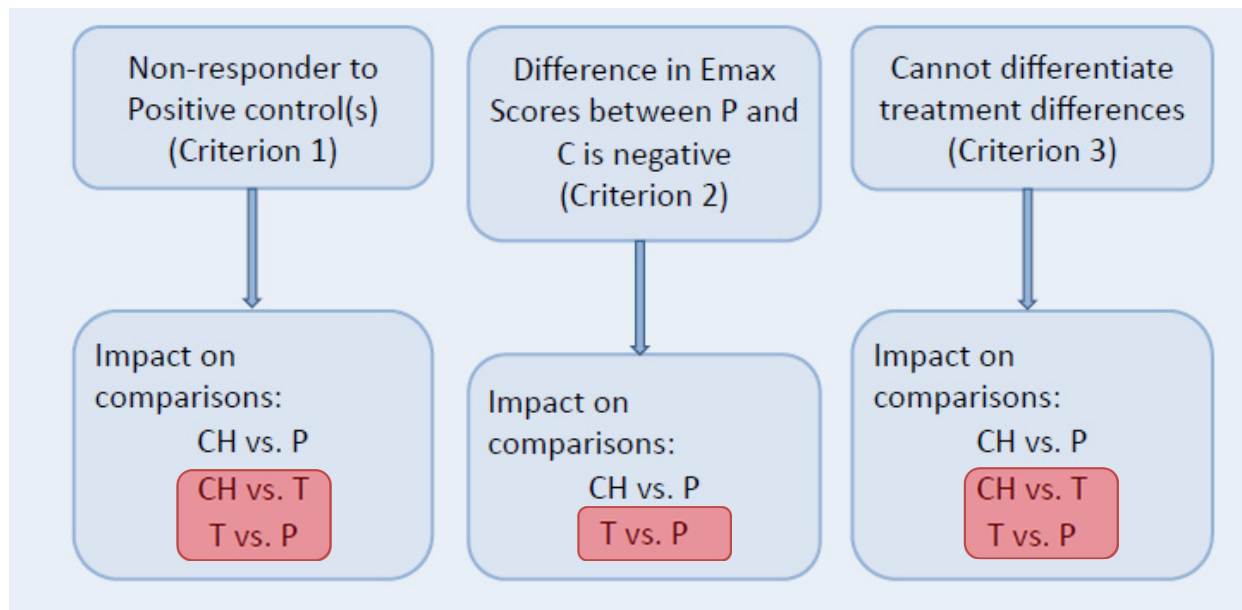 Non-responder to
Positive control(s)
(Criterion 1)
Difference in Emax
Scores between P and
C is negative
(Criterion 2)
Cannot differentiate
treatment differences
(Criterion 3)
Impact on
comparisons:
CH vs. P
CH vs. T
T vs. P
Impact on
comparisons:
CH vs. P
T vs. P
Impact on
comparisons:
CH vs. P
CH vs. T
T vs. P